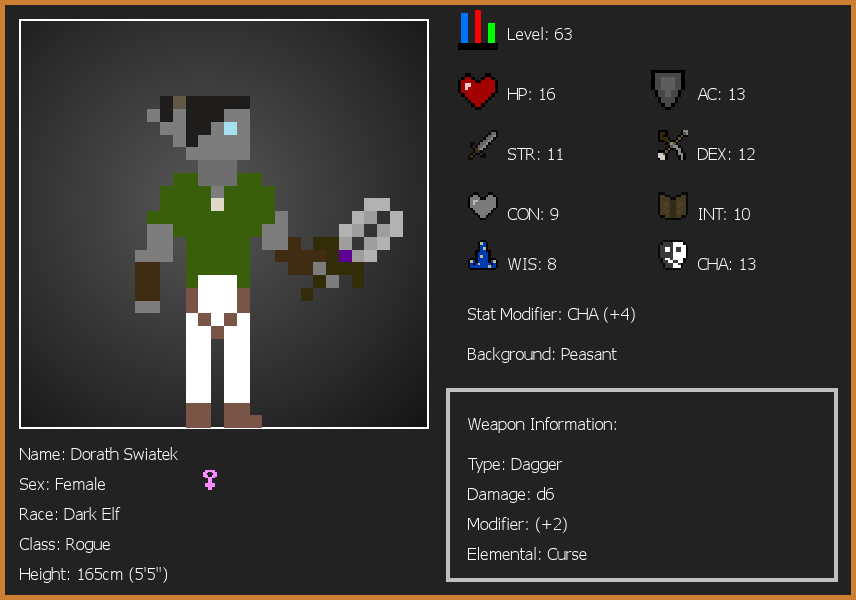 Level: 63
HP: 16
AC: 13
STR: 11
DEX: 12
CON: 9
INT: 10
WIS: 8
CHA: 13
Stat Modifier: CHA (+4)
Background: Peasant
Weapon Information:
Type: Dagger
Damage: d6
Modifier: (+2)
Elemental: Curse
Name: Dorath Swiatek
Sex: Female
Race: Dark Elf
Class: Rogue
Height: 165cm (5'5")